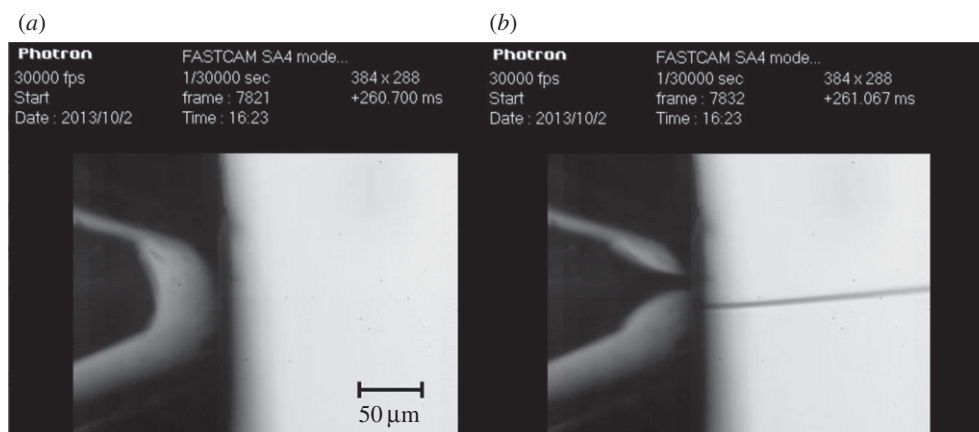 (a)
Photron
FASTCAM SA4 mode...
30000 fps
1/30000 sec
384 x 288
Start
frame : 7821
+260.700 ms
Date : 2013/10/2
Time : 16:23
50 μm
(b)
Photron
FASTCAM SA4 mode...
30000 fps
1/30000 sec
384 x 288
Start
frame : 7832
+261.067 ms
Date : 2013/10/2
Time : 16:23